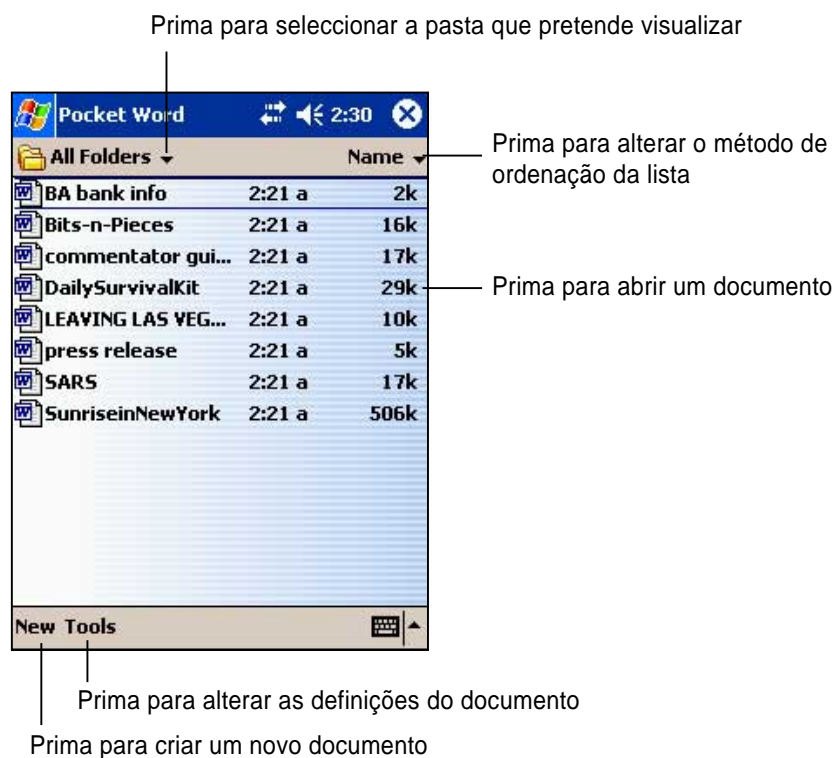 Prima para seleccionar a pasta que pretende visualizar
Pocket Word 2:30
All Folders Name
Prima para alterar o método de
ordenação da lista
BA bank info 2:21 a 2k
Bits-n-Pieces 2:21 a 16k
commentator gui... 2:21 a 17k
DailySurvivalKit 2:21 a 29k
Prima para abrir um documento
LEAVING LAS VEG... 2:21 a 10k
press release 2:21 a 5k
SARS 2:21 a 17k
SunriseinNewYork 2:21 a 506k
New Tools
Prima para alterar as definições do documento
Prima para criar um novo documento